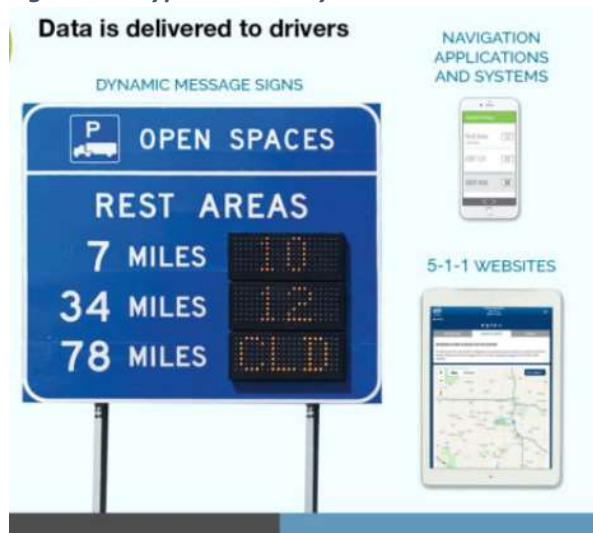 Data is delivered to drivers
DYNAMIC MESSAGE SIGNS
P
OPEN SPACES
REST AREAS
7 MILES 10
34 MILES 12
78 MILES CLD
NAVIGATION
APPLICATIONS
AND SYSTEMS
5-1-1 WEBSITES